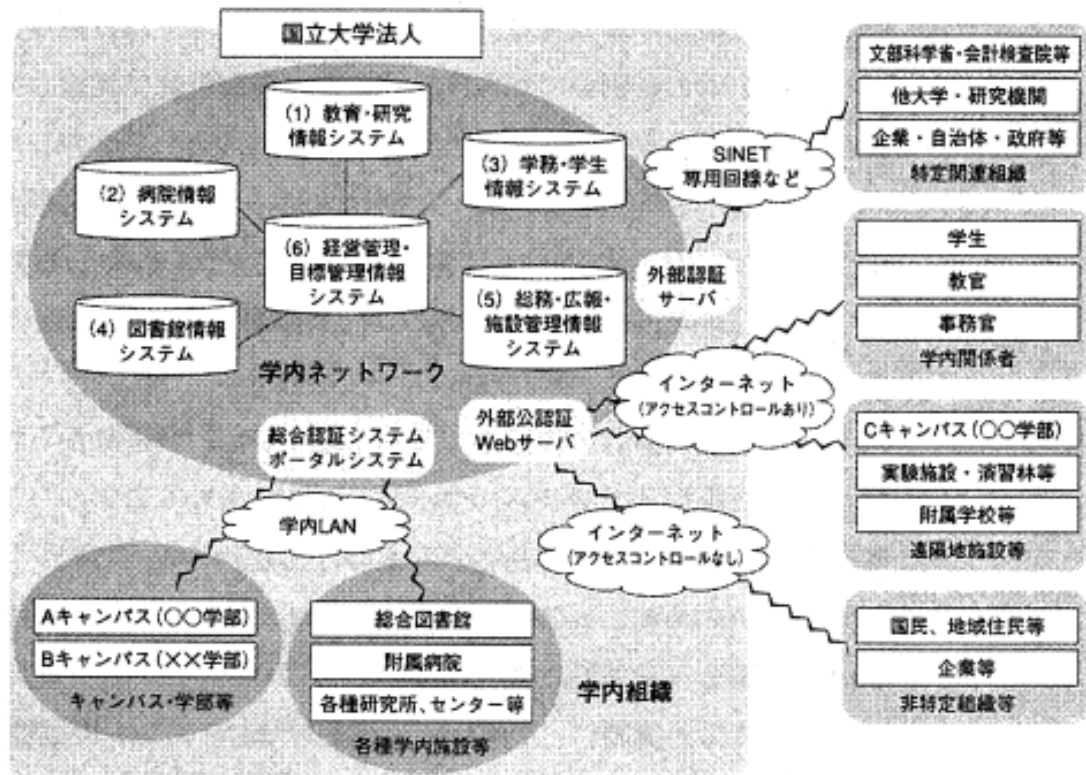 国立大学法人
(1) 教育・研究
情報システム
(2) 病院情報
システム
(3) 学務・学生
情報システム
(6) 経営管理・
目標管理情報
システム
(4) 図書館情報
システム
(5) 総務・広報・
施設管理情報
システム
学内ネットワーク
総合認証システム
ポータルシステム
外部公認証
Webサーバ
外部認証
サーバ
SINET
専用回線など
インターネット
(アクセスコントロールあり)
インターネット
(アクセスコントロールなし)
学内LAN
Aキャンパス(○○学部)
Bキャンパス(××学部)
キャンパス・学部等
総合図書館
附属病院
各種研究所、センター等
各種学内施設等
学内組織
文部科学省・会計検査院等
他大学・研究機関
企業・自治体・政府等
特定関連組織
学生
教官
事務官
学内関係者
Cキャンパス(○○学部)
実験施設・演習林等
附属学校等
遠隔地施設等
国民、地域住民等
企業等
非特定組織等